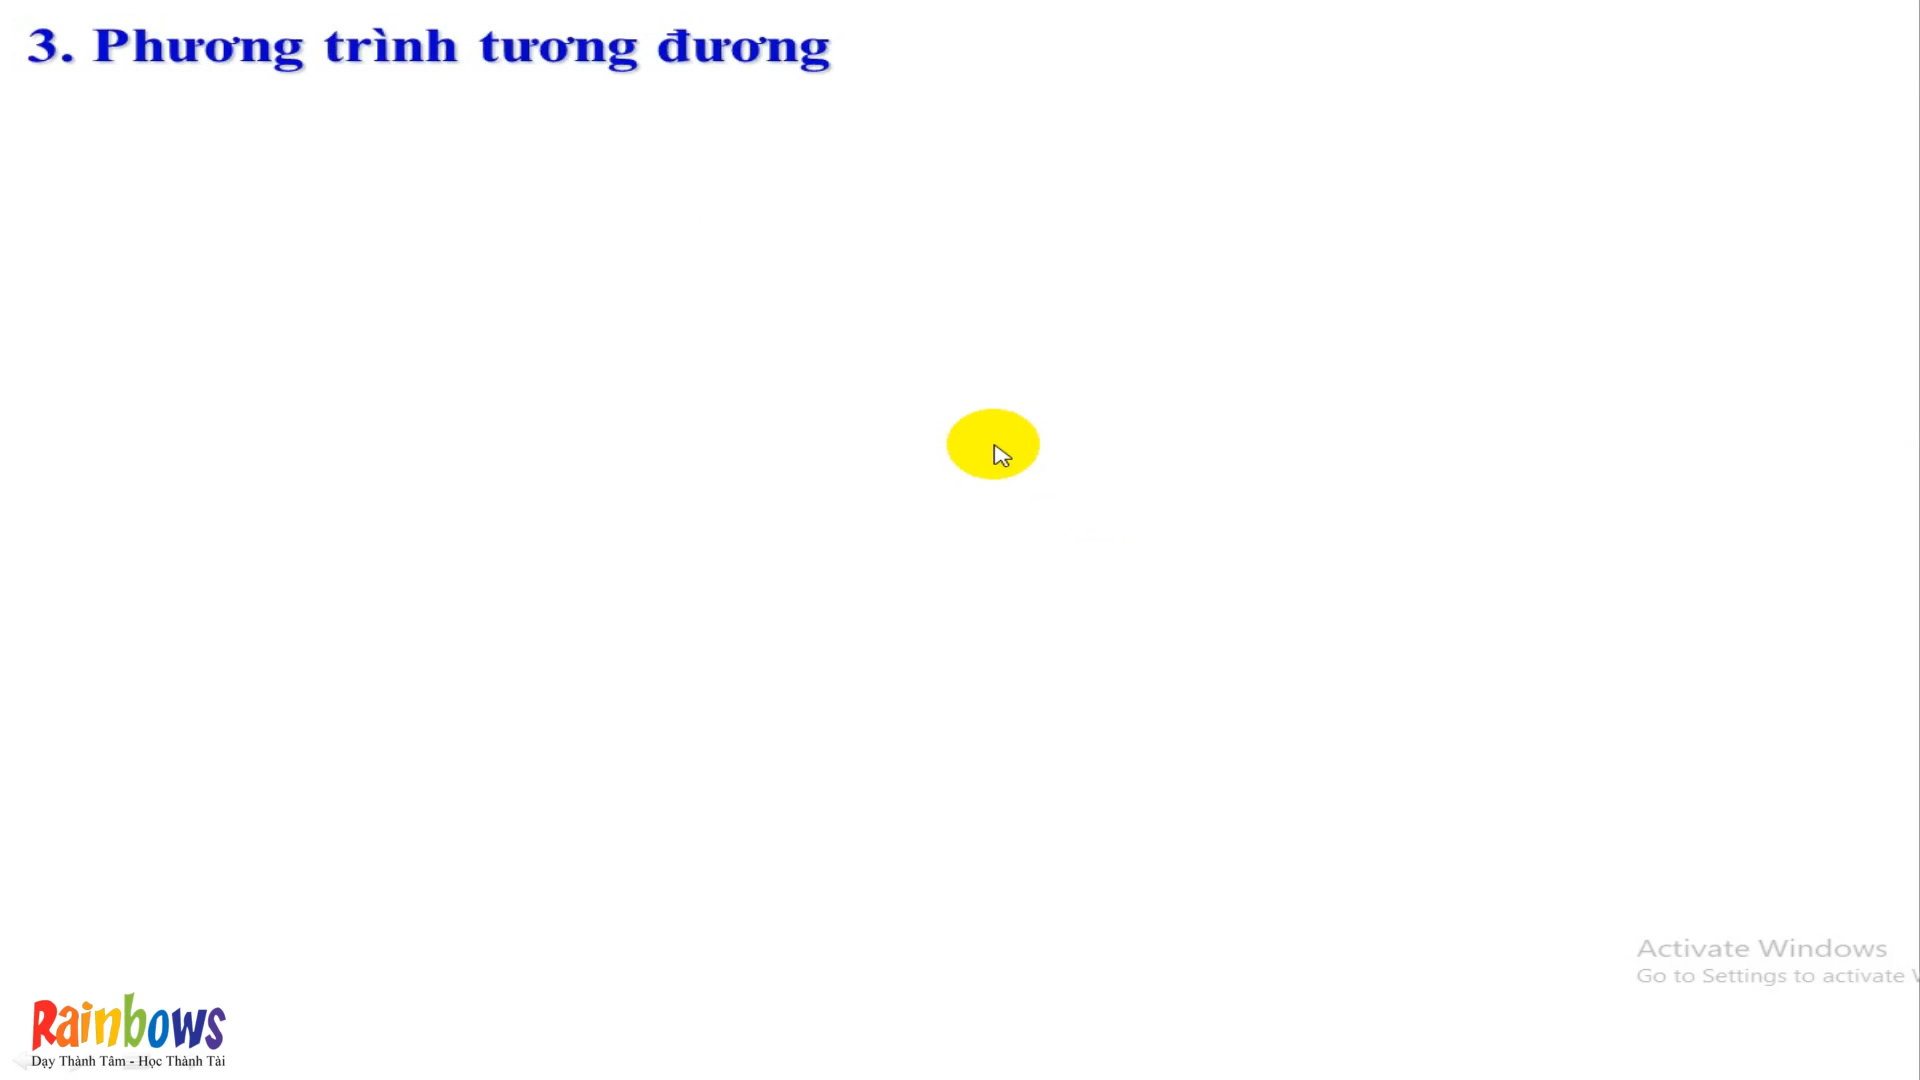 3. Phương trình tương đương
Activate Windows
Go to Settings to activate
Rainbows
Dạy Thành Tâm - Học Thành Tài